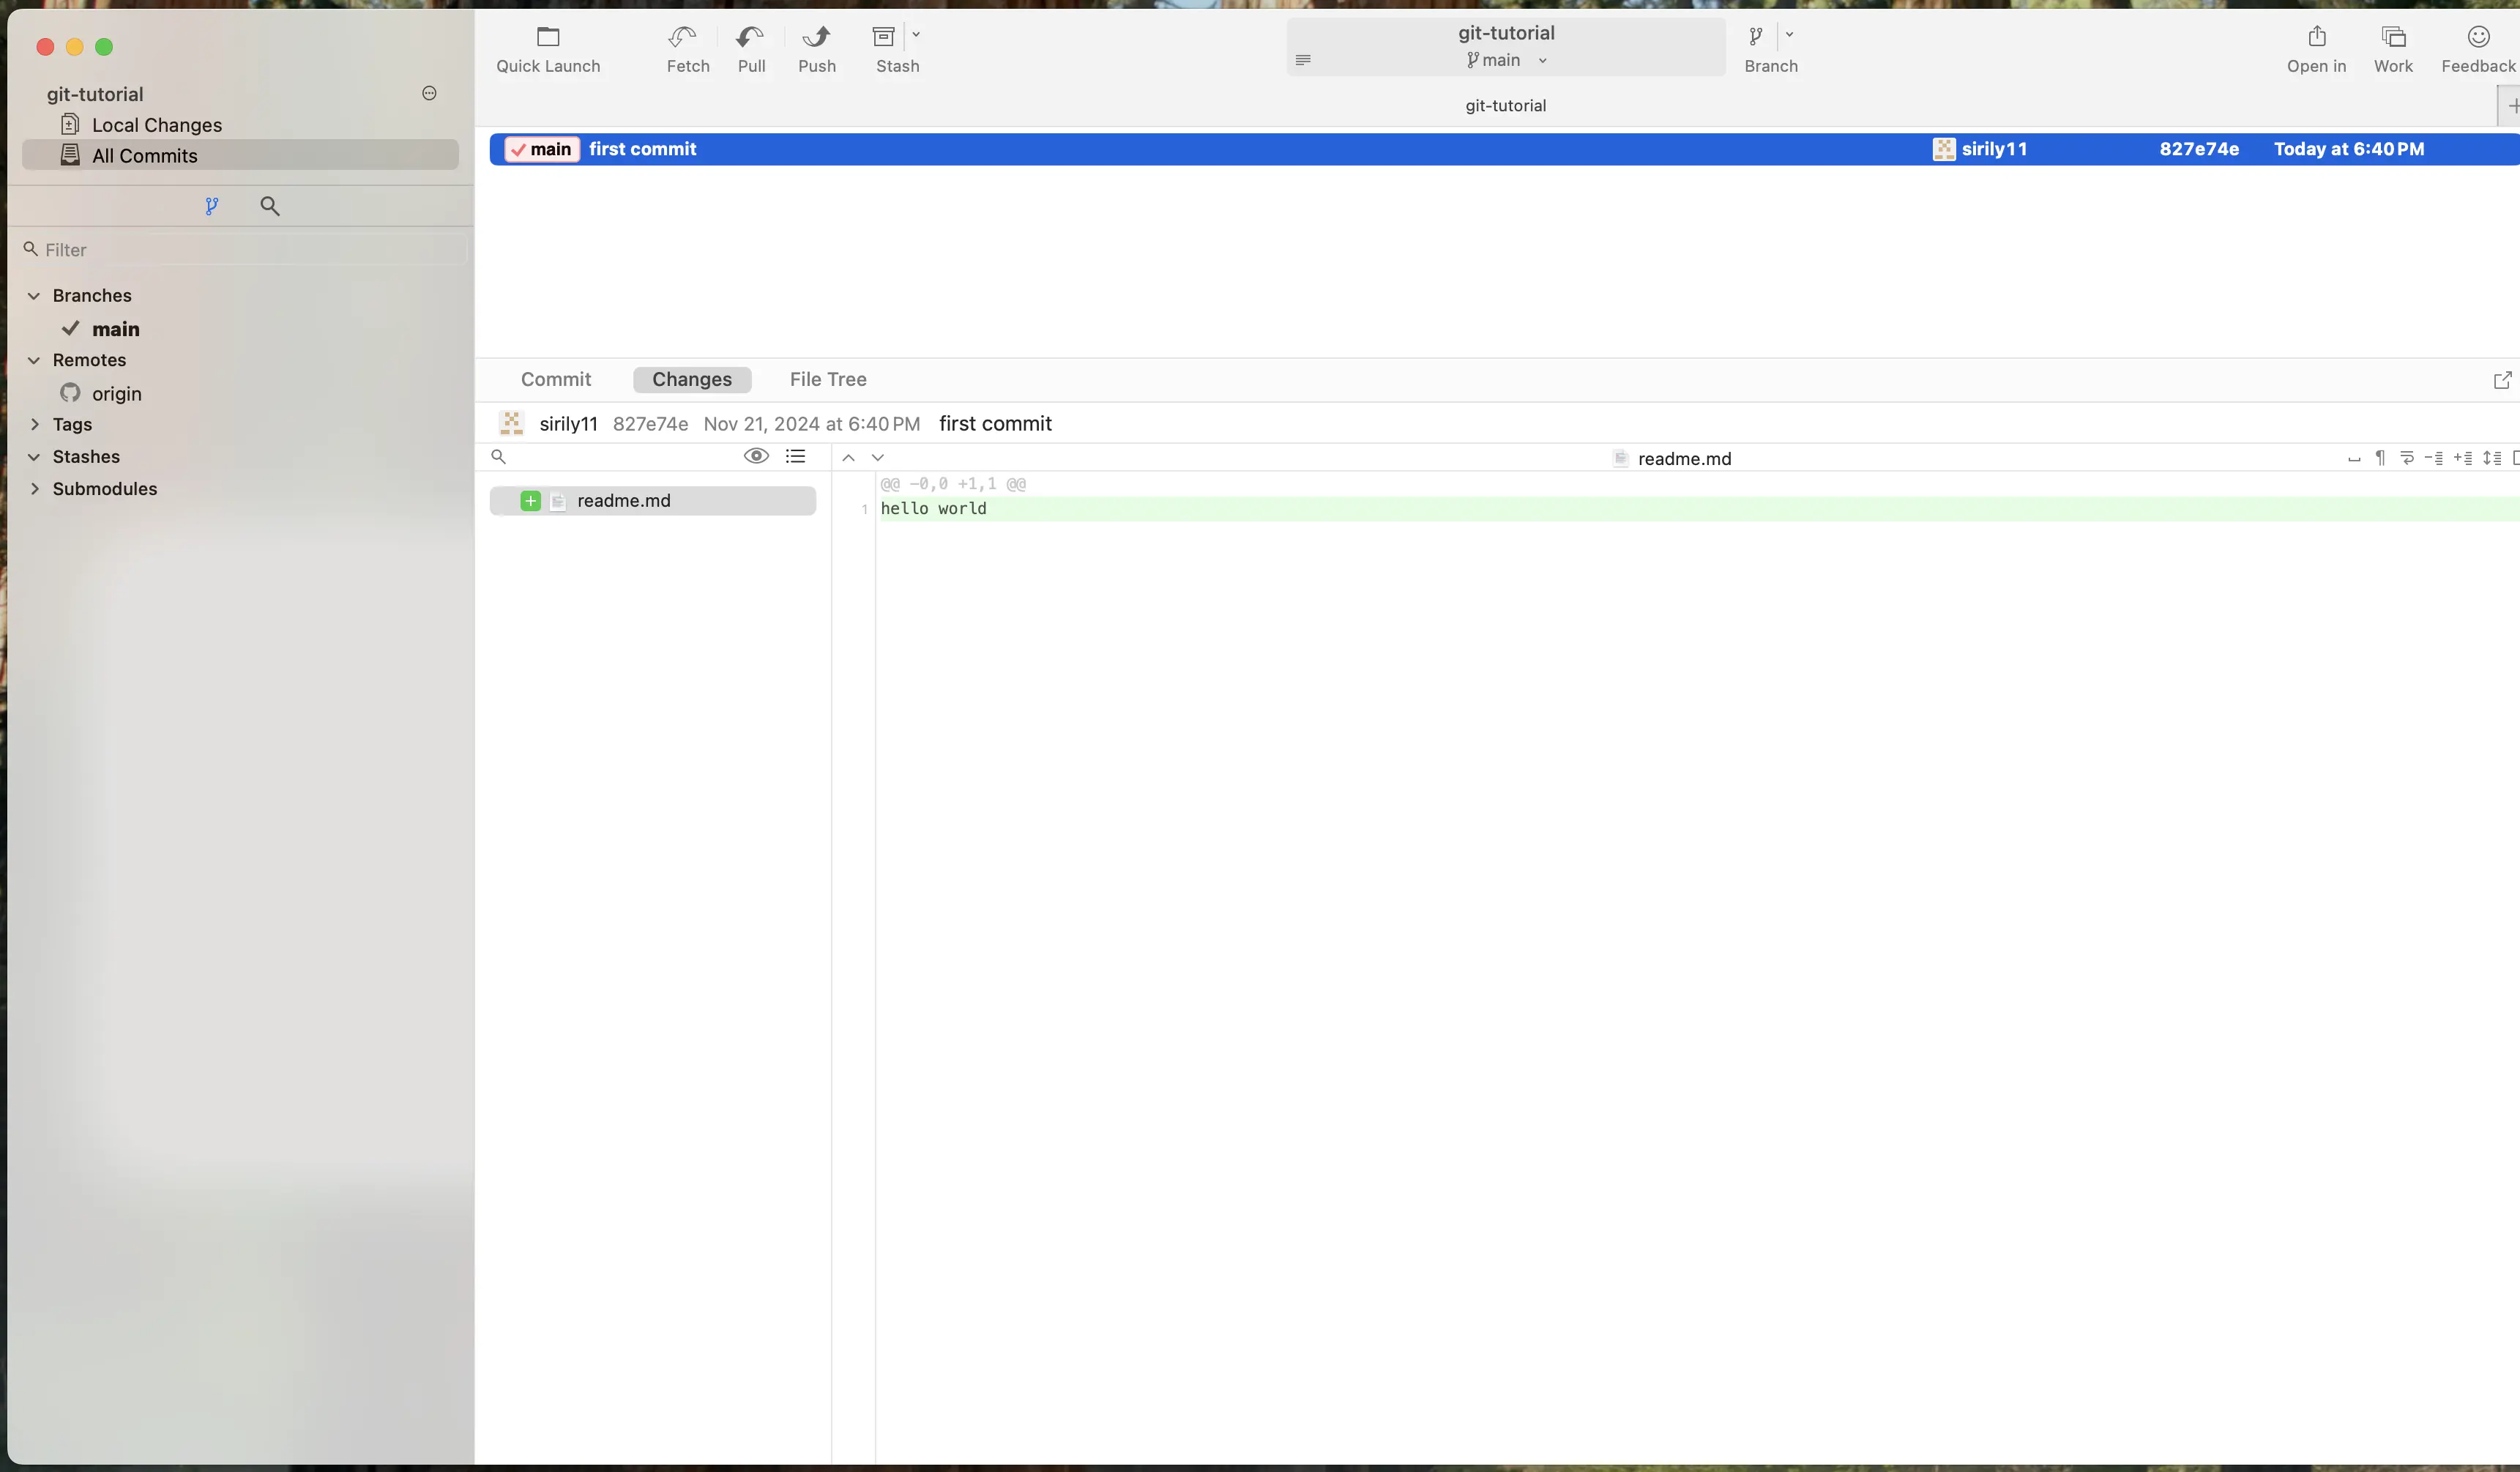 Quick Launch
Fetch
Pull
Push
Stash
git-tutorial
main
Branch
Open in
Work
Feedback
git-tutorial
git-tutorial
Local Changes
All Commits
Filter
Branches
main
Remotes
origin
Tags
Stashes
Submodules
main first commit sirily11 827e74e Today at 6:40 PM
Commit Changes File Tree
sirily11 827e74e Nov 21, 2024 at 6:40 PM first commit
readme.md
readme.md
@@ -0,0 +1,1 @@
1 hello world